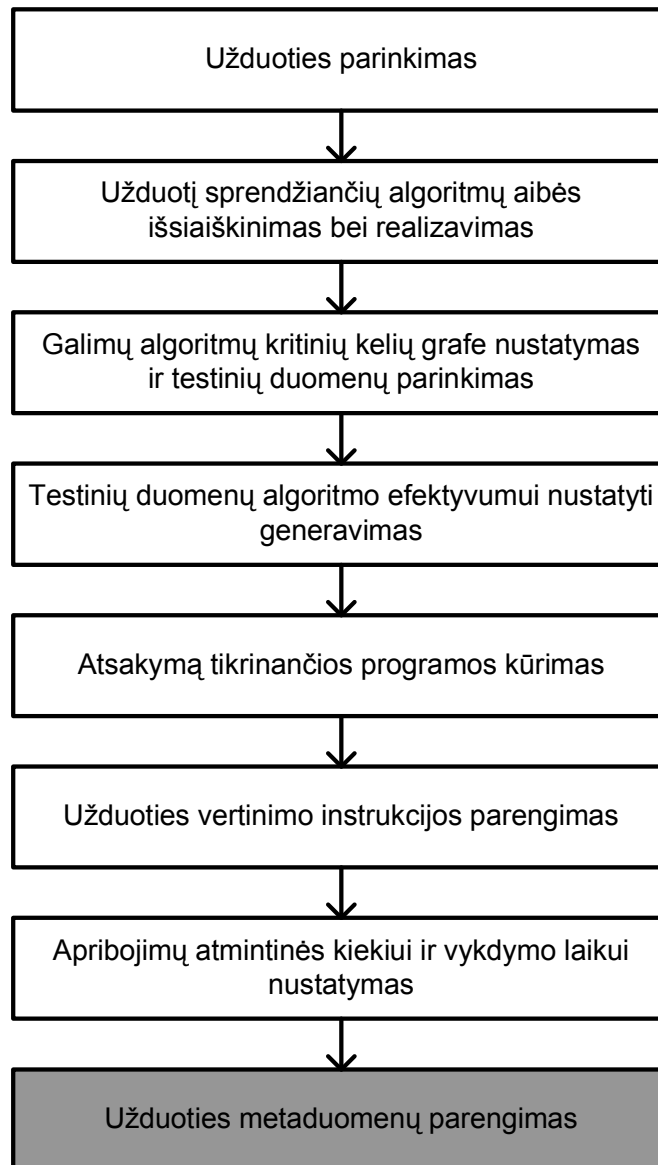 Užduoties parinkimas
Užduotį sprendžiančių algoritmų aibės
išsiaiškinimas bei realizavimas
Galimų algoritmų kritinių kelių grafe nustatymas
ir testinių duomenų parinkimas
Testinių duomenų algoritmo efektyvumui nustatyti
generavimas
Atsakymą tikrinančios programos kūrimas
Užduoties vertinimo instrukcijos parengimas
Apribojimų atmintinės kiekiui ir vykdymo laikui
nustatymas
Užduoties metaduomenų parengimas